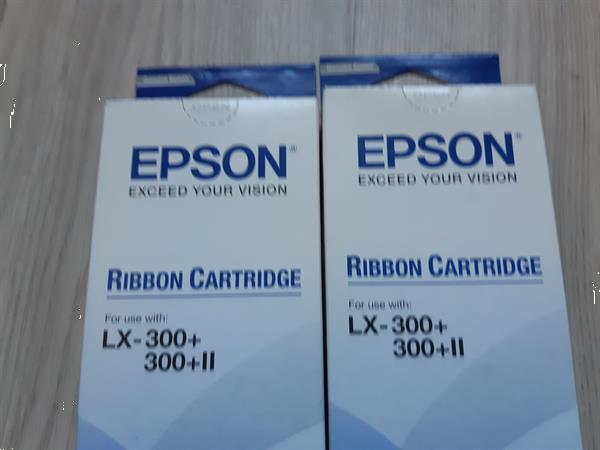 EPSON®
EXCEED YOUR VISION
RIBBON CARTRIDGE
For use with:
LX-300+
300+II
EPSON®
EXCEED YOUR VISION
RIBBON CARTRIDGE
For use with:
LX-300+
300+II